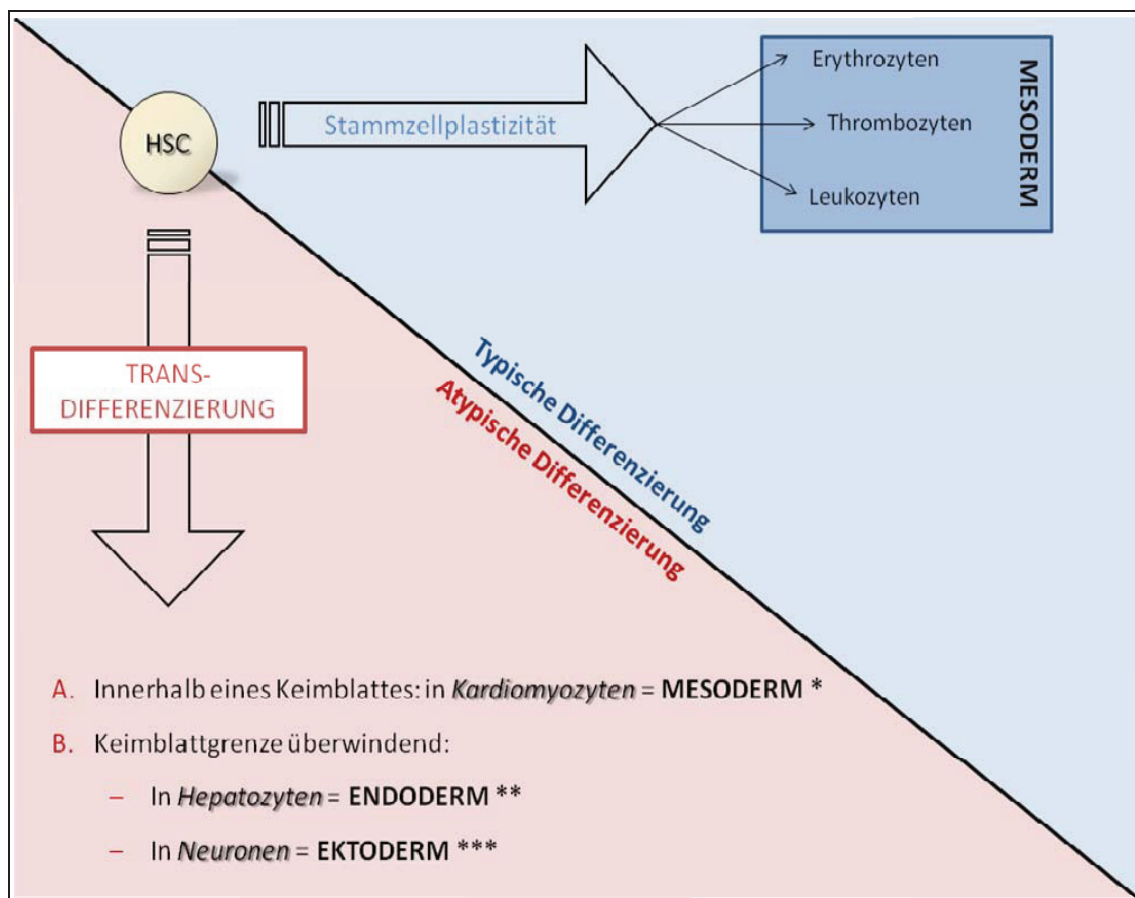 HSC
Stammzellplastizität
Erythrozyten
Thrombozyten
Leukozyten
MESODERM
TRANS-
DIFFERENZIERUNG
Typische Differenzierung
Atypische Differenzierung
A. Innerhalb eines Keimblattes: in Kardiomyozyten = MESODERM *
B. Keimblattgrenze überwindend:
– In Hepatozyten = ENDODERM **
– In Neuronen = EKTODERM ***